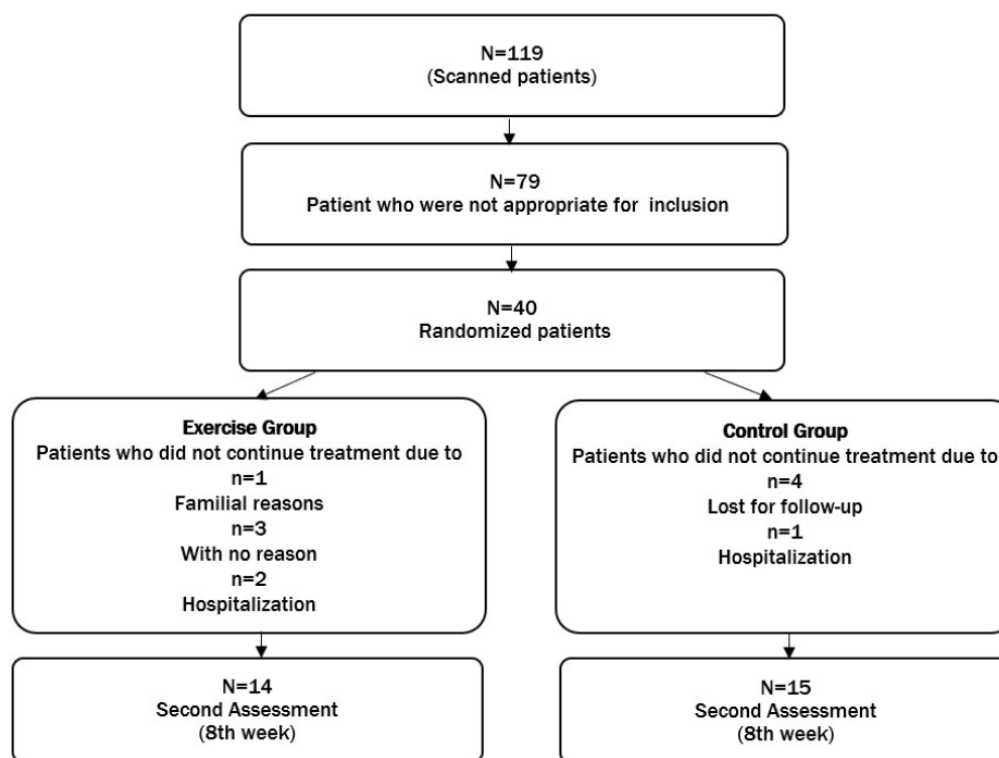 N=119
(Scanned patients)
N=79
Patient who were not appropriate for inclusion
N=40
Randomized patients
Exercise Group
Patients who did not continue treatment due to
n=1
Familial reasons
n=3
With no reason
n=2
Hospitalization
Control Group
Patients who did not continue treatment due to
n=4
Lost for follow-up
n=1
Hospitalization
N=14
Second Assessment
(8th week)
N=15
Second Assessment
(8th week)